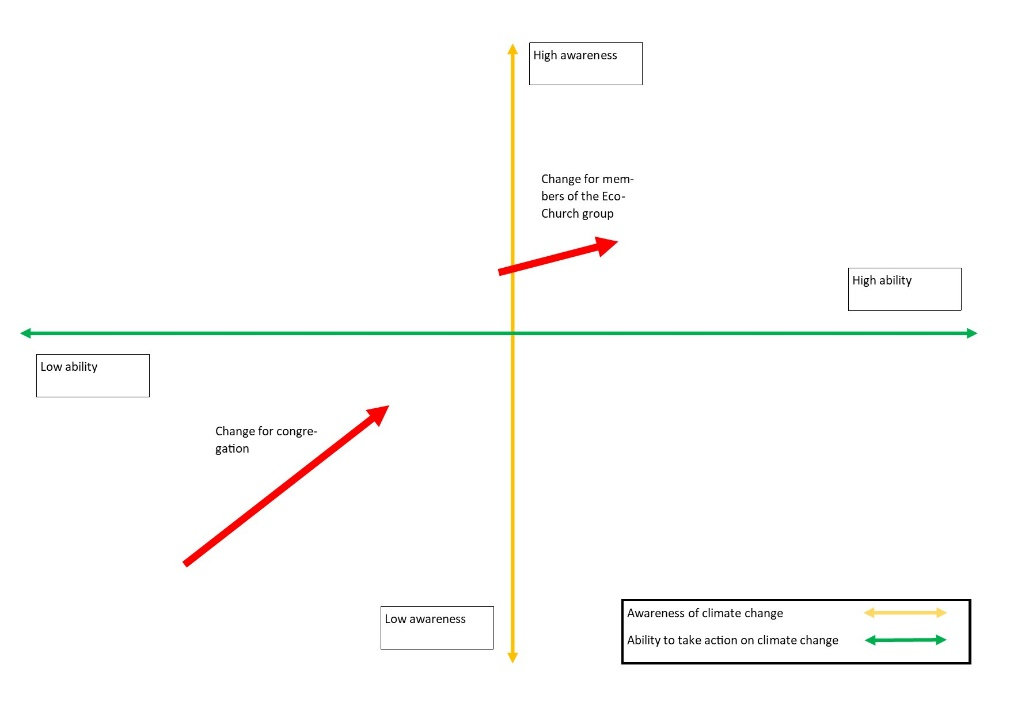 High awareness
Change for mem-
bers of the Eco-
Church group
High ability
Low ability
Change for congre-
gation
Low awareness
Awareness of climate change
Ability to take action on climate change